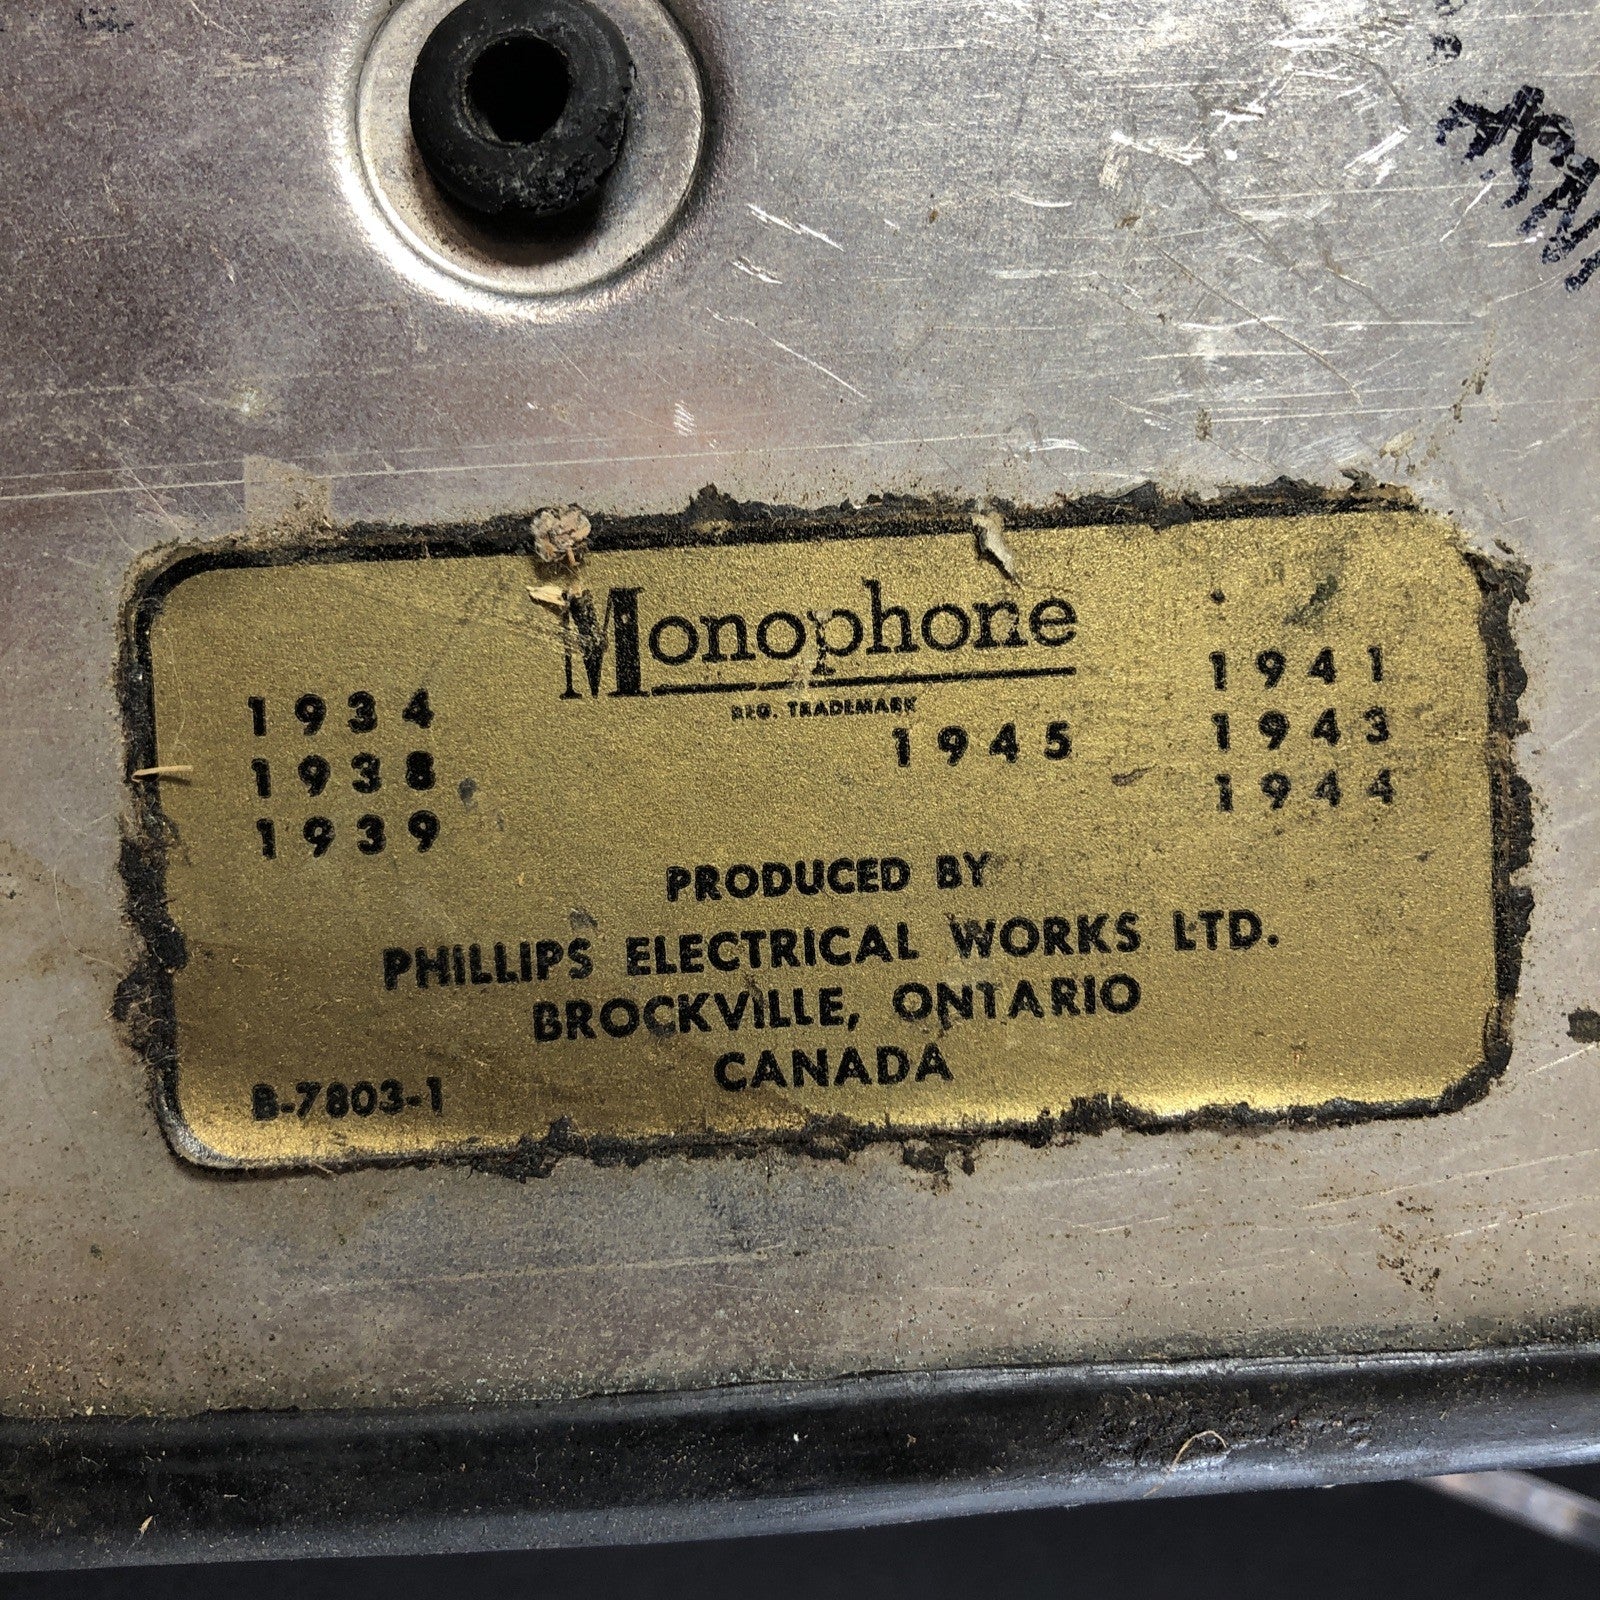 Monophone
REG. TRADEMARK
1934
1938
1939
1945
1941
1943
1944
PRODUCED BY
PHILLIPS ELECTRICAL WORKS LTD.
BROCKVILLE, ONTARIO
CANADA
B-7803-1